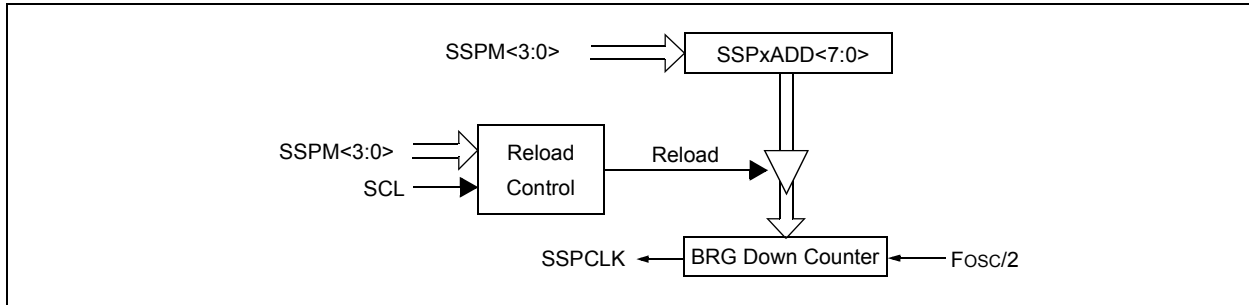 SSPM<3:0>
SSPxADD<7:0>
SSPM<3:0>
SCL
Reload
Control
Reload
SSPCLK
BRG Down Counter
FOSC/2